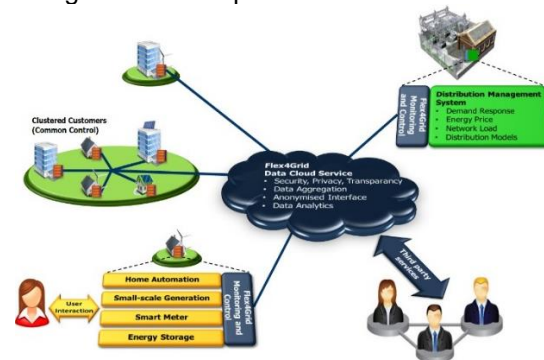 Clustered Customers
(Common Control)
Flex4Grid
Monitoring
and Control
Distribution Management
System
• Demand Response
• Energy Price
• Network Load
• Distribution Models
Flex4Grid
Data Cloud Service
• Security, Privacy, Transparency
• Data Aggregation
• Anonymised Interface
• Data Analytics
Home Automation
Small-scale Generation
Smart Meter
Energy Storage
Flex4Grid
Monitoring and
Control
User
Interaction
Third party
services